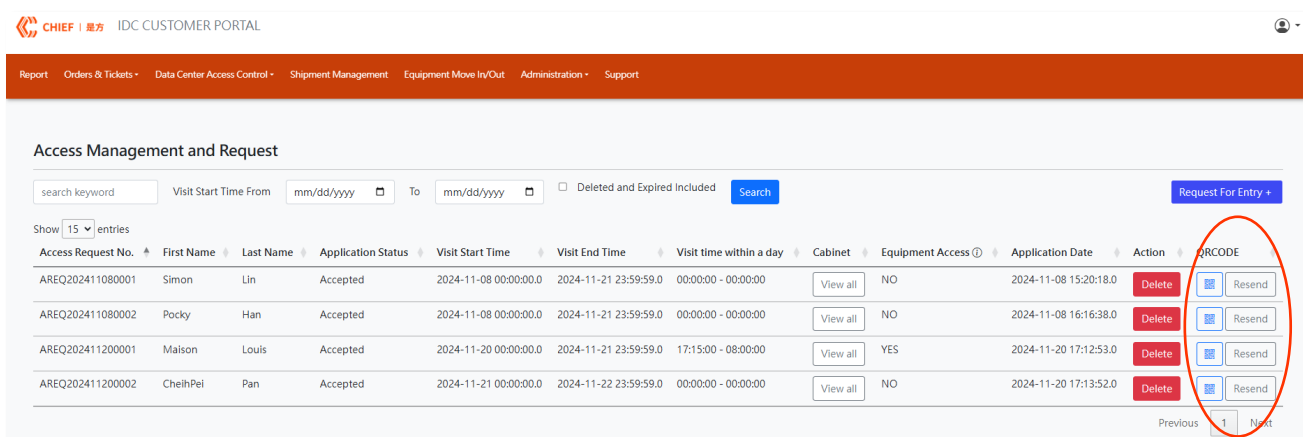 CHIEF | 是方 IDC CUSTOMER PORTAL
Report Orders & Tickets Data Center Access Control Shipment Management Equipment Move In/Out Administration Support
Access Management and Request
search keyword Visit Start Time From mm/dd/yyyy To mm/dd/yyyy Deleted and Expired Included Search Request For Entry +
Show 15 entries
Access Request No. First Name Last Name Application Status Visit Start Time Visit End Time Visit time within a day Cabinet Equipment Access Application Date Action QRCODE
AREQ202411080001 Simon Lin Accepted 2024-11-08 00:00:00.0 2024-11-21 23:59:59.0 00:00:00 - 00:00:00 View all NO 2024-11-08 15:20:18.0 Delete Resend
AREQ202411080002 Pocky Han Accepted 2024-11-08 00:00:00.0 2024-11-21 23:59:59.0 00:00:00 - 00:00:00 View all NO 2024-11-08 16:16:38.0 Delete Resend
AREQ202411200001 Maison Louis Accepted 2024-11-20 00:00:00.0 2024-11-21 23:59:59.0 17:15:00 - 08:00:00 View all YES 2024-11-20 17:12:53.0 Delete Resend
AREQ202411200002 CheihPei Pan Accepted 2024-11-21 00:00:00.0 2024-11-22 23:59:59.0 00:00:00 - 00:00:00 View all NO 2024-11-20 17:13:52.0 Delete Resend
Previous 1 Next